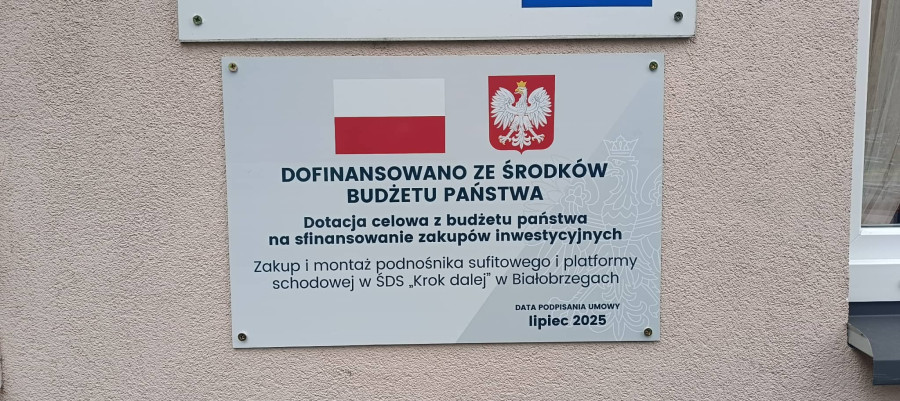 DOFINANSOWANO ZE ŚRODKÓW
BUDŻETU PAŃSTWA
Dotacja celowa z budżetu państwa
na sfinansowanie zakupów inwestycyjnych
Zakup i montaż podnośnika sufitowego i platformy
schodowej w ŚDS „Krok dalej” w Białobrzegach
DATA PODPISANIA UMOWY
lipiec 2025